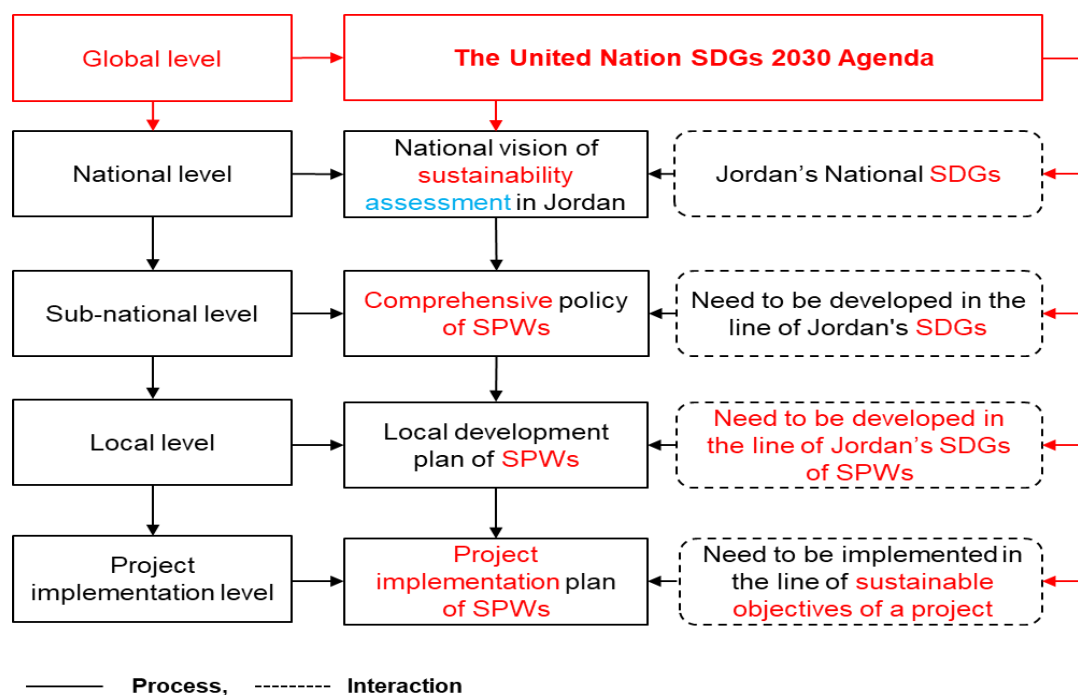 Global level
The United Nation SDGs 2030 Agenda
National level
National vision of
sustainability
assessment in Jordan
Jordan’s National SDGs
Sub-national level
Comprehensive policy
of SPWs
Need to be developed in the
line of Jordan's SDGs
Local level
Local development
plan of SPWs
Need to be developed in
the line of Jordan’s SDGs
of SPWs
Project
implementation level
Project
implementation plan
of SPWs
Need to be implemented in
the line of sustainable
objectives of a project
Process, Interaction